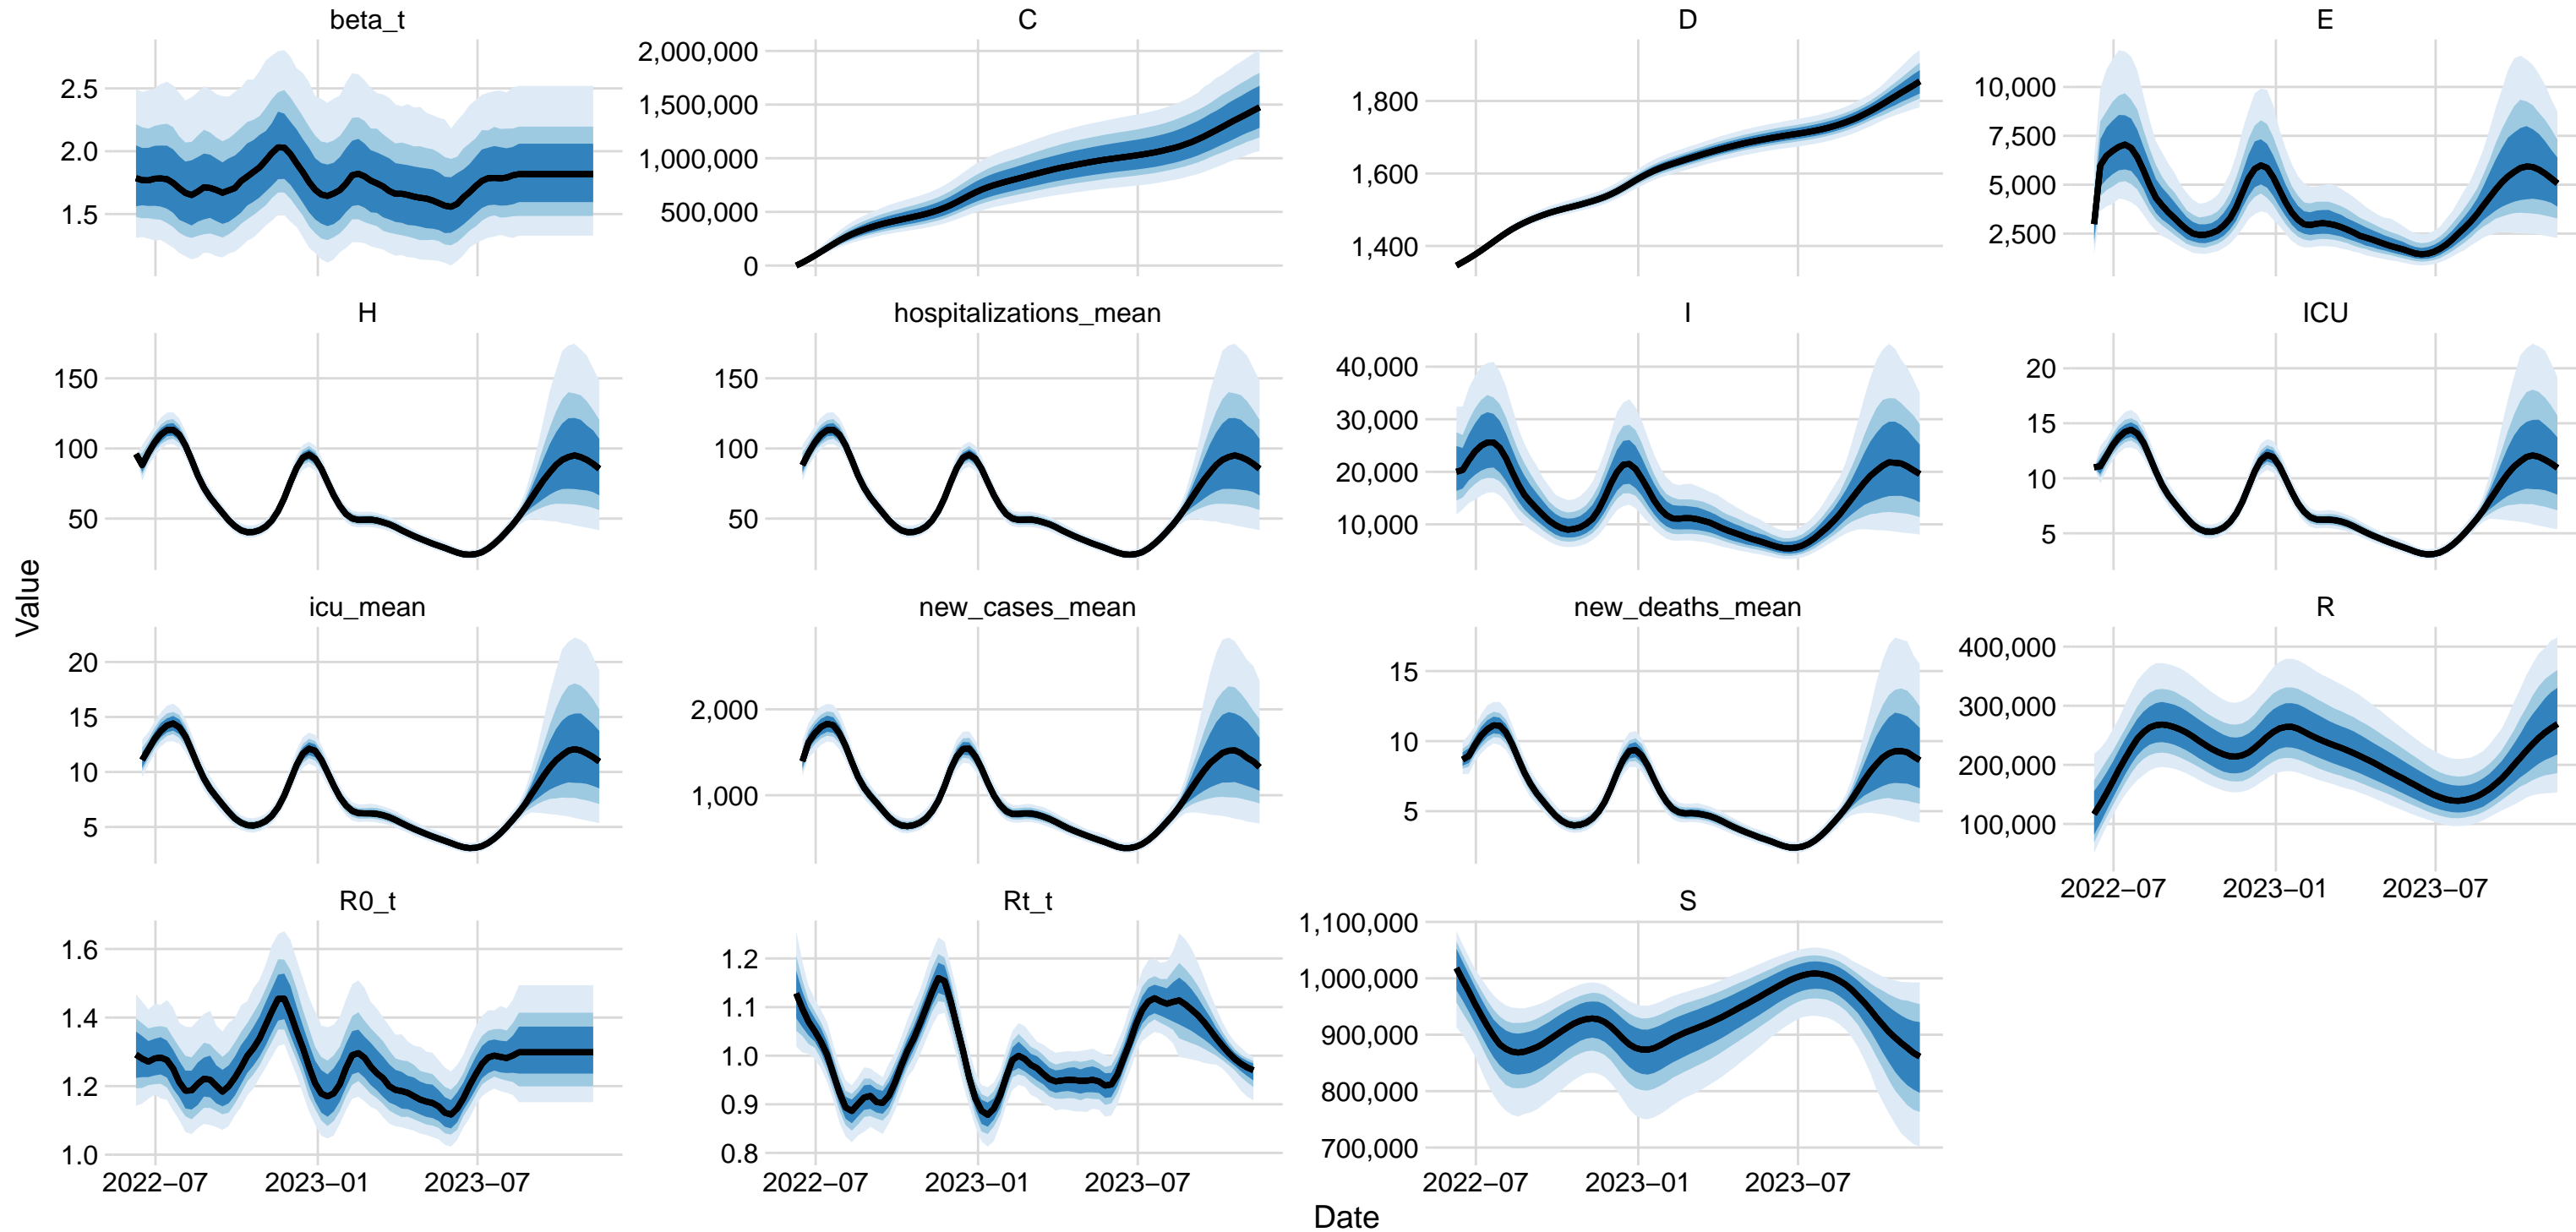 beta_t
C
D
E
2.5
2.0
1.5
2,000,000
1,500,000
1,000,000
500,000
0
1,800
1,600
1,400
10,000
7,500
5,000
2,500
H
hospitalizations_mean
I
ICU
150
100
50
150
100
50
40,000
30,000
20,000
10,000
20
15
10
5
Value
icu_mean
new_cases_mean
new_deaths_mean
R
20
15
10
5
2,000
1,000
15
10
5
400,000
300,000
200,000
100,000
2022–07 2023–01 2023–07
R0_t
Rt_t
S
1.6
1.4
1.2
1.0
1.2
1.1
1.0
0.9
0.8
1,100,000
1,000,000
900,000
800,000
700,000
2022–07 2023–01 2023–07
2022–07 2023–01 2023–07
2022–07 2023–01 2023–07
Date